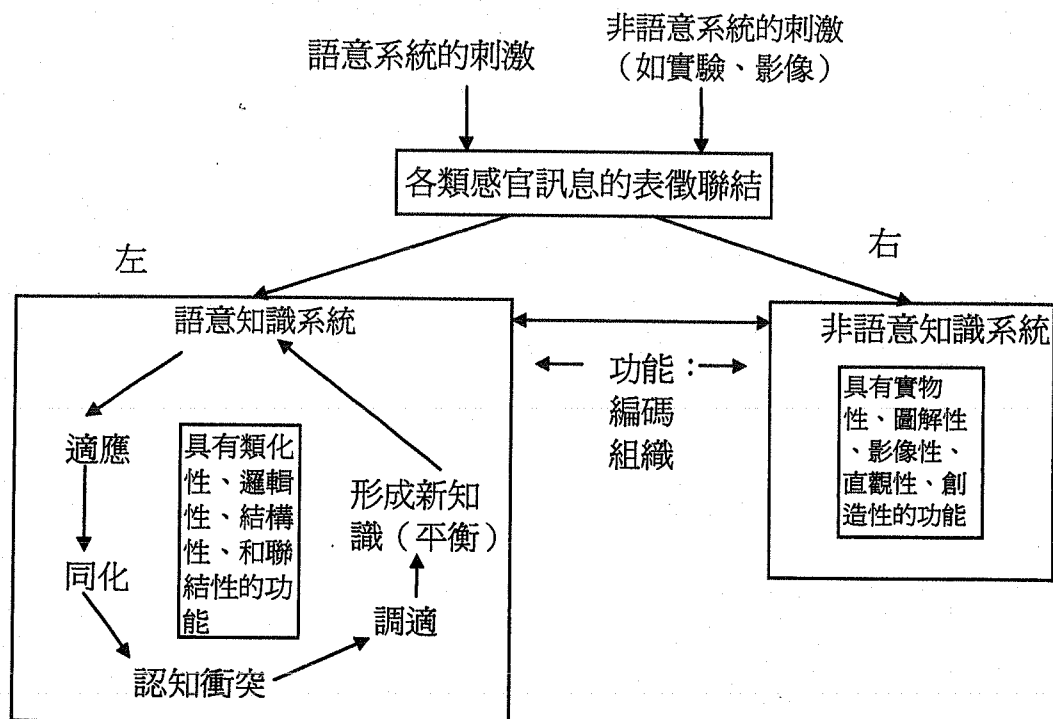 語意系統的刺激
非語意系統的刺激
（如實驗、影像）
各類感官訊息的表徵聯結
左
右
語意知識系統
適應
同化
認知衝突
調適
形成新知
識（平衡）
具有類化
性、邏輯
性、結構
性、和聯
結性的功
能
功能：
編碼
組織
非語意知識系統
具有實物
性、圖解性
、影像性、
直觀性、創
造性的功能